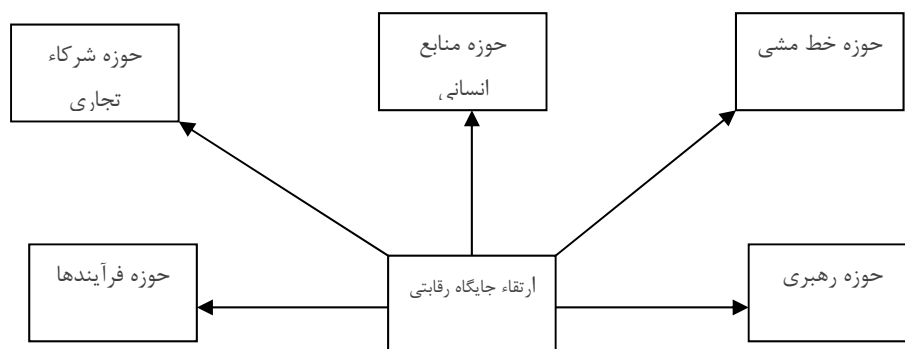 حوزه خط مشی
حوزه منابع
انسانی
حوزه شرکاء
تجاری
حوزه رهبری
ارتقاء جایگاه رقابتی
حوزه فرآیندها